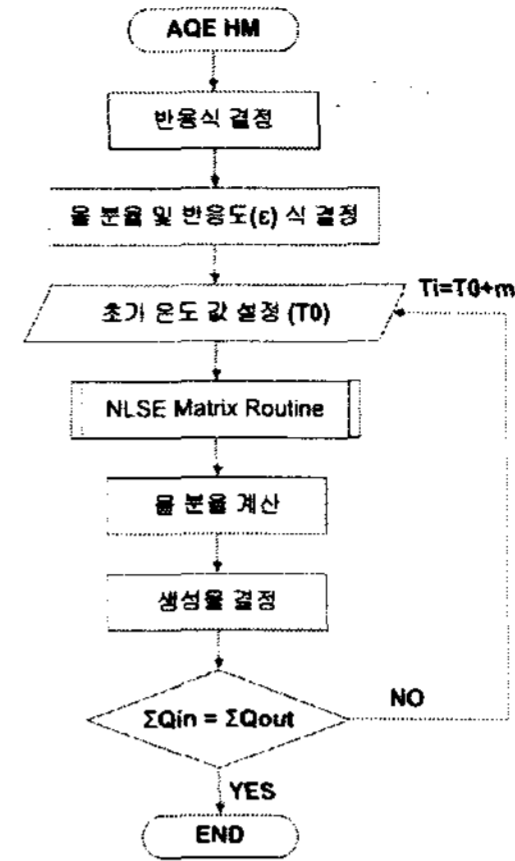 AQE HM
반응식 결정
몰 분율 및 반응도(ε) 식 결정
Ti=T0+m
초기 온도 값 설정 (T0)
NLSE Matrix Routine
몰 분율 계산
생성율 결정
ΣQin = ΣQout
NO
YES
END